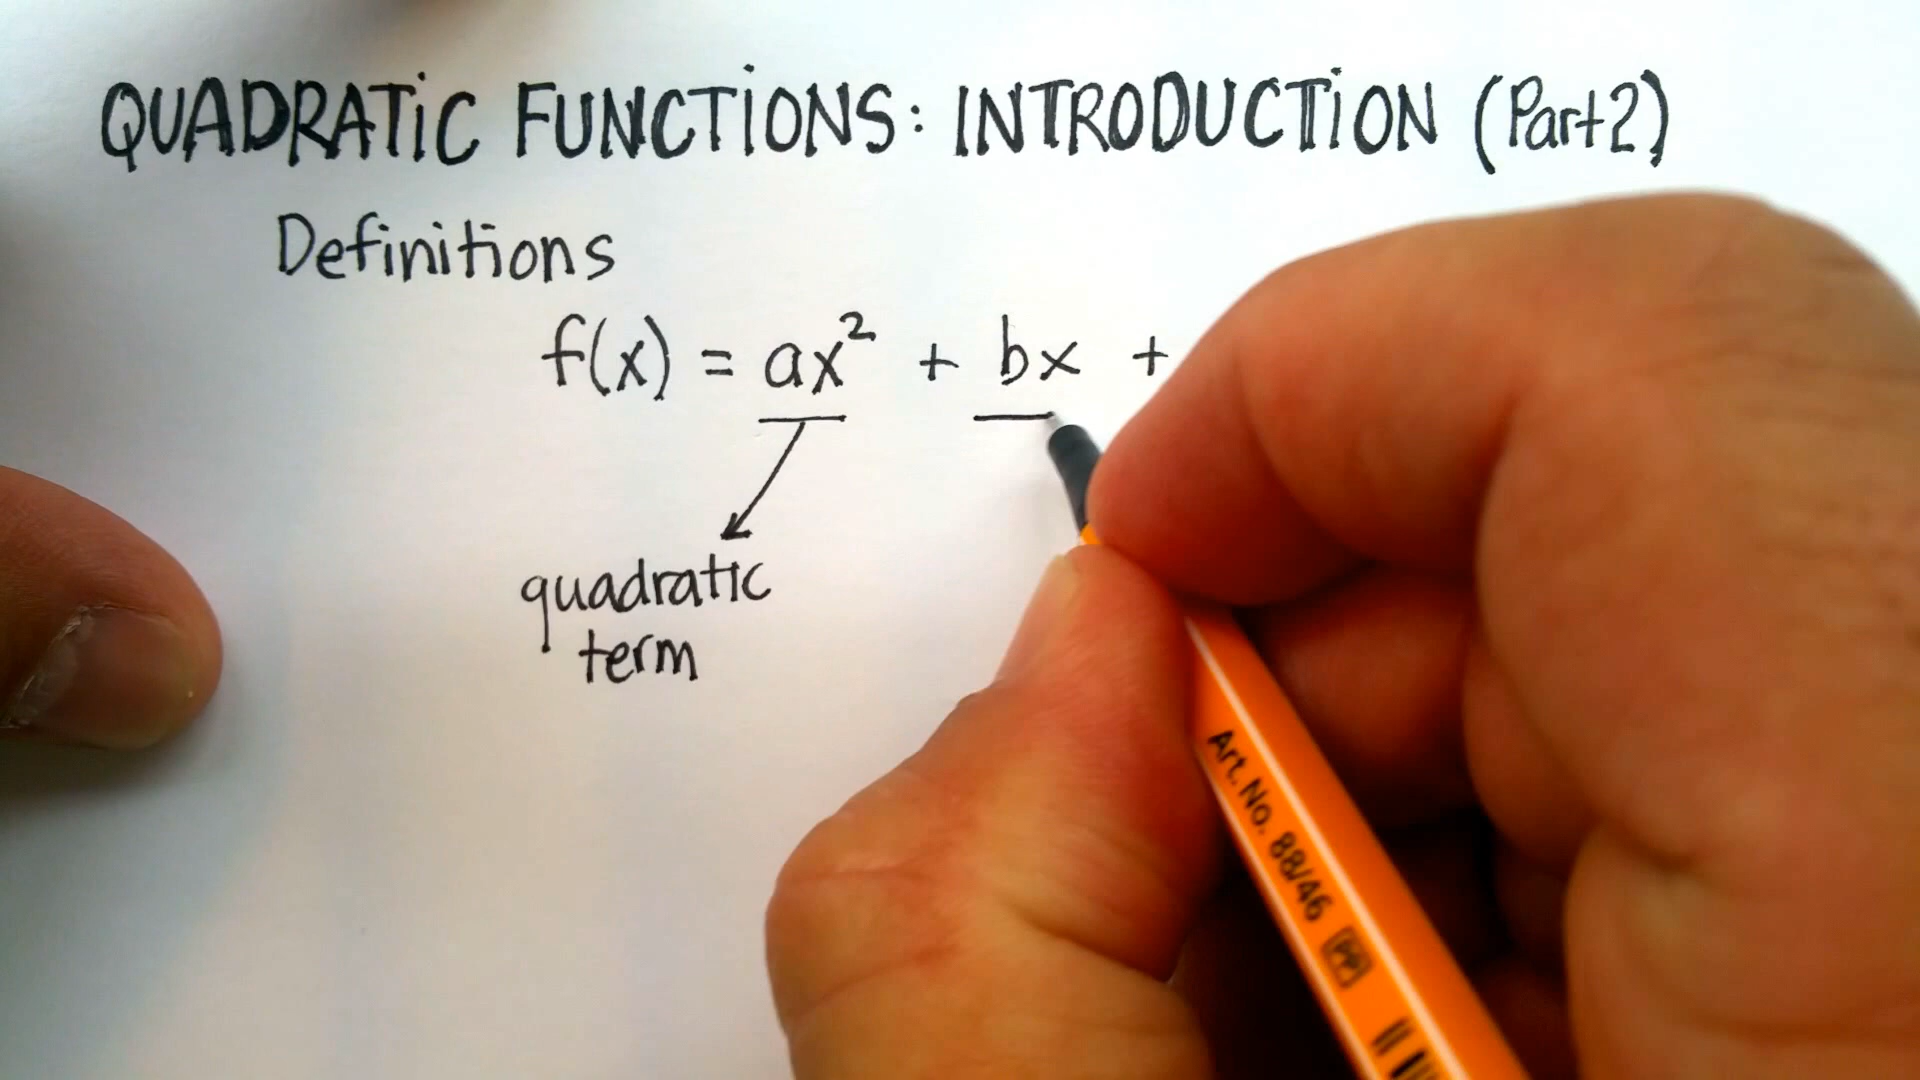 QUADRATIC FUNCTIONS: INTRODUCTION (Part 2)
Definitions
f(x) = ax² + bx +
quadratic
term
Art. No. 88/46